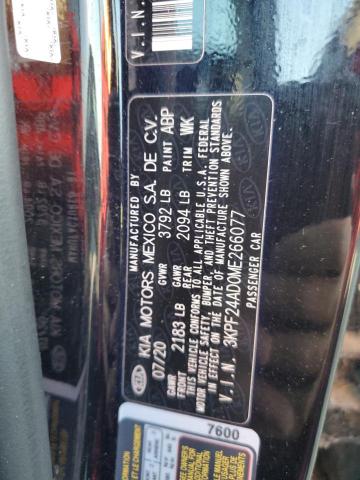 MANUFACTURED BY
KIA MOTORS MEXICO S.A. DE C.V.
07/20 GVWR 3792 LB PAINT ABP
GAWR FRONT 2183 LB GAWR REAR 2094 LB TRIM WK
THIS VEHICLE CONFORMS TO ALL APPLICABLE U.S.A. FEDERAL
MOTOR VEHICLE SAFETY, BUMPER, AND THEFT PREVENTION STANDARDS
IN EFFECT ON THE DATE OF MANUFACTURE SHOWN ABOVE.
V.I.N.: 3KPF24AD0ME266077
PASSENGER CAR
V.I.N.
7600